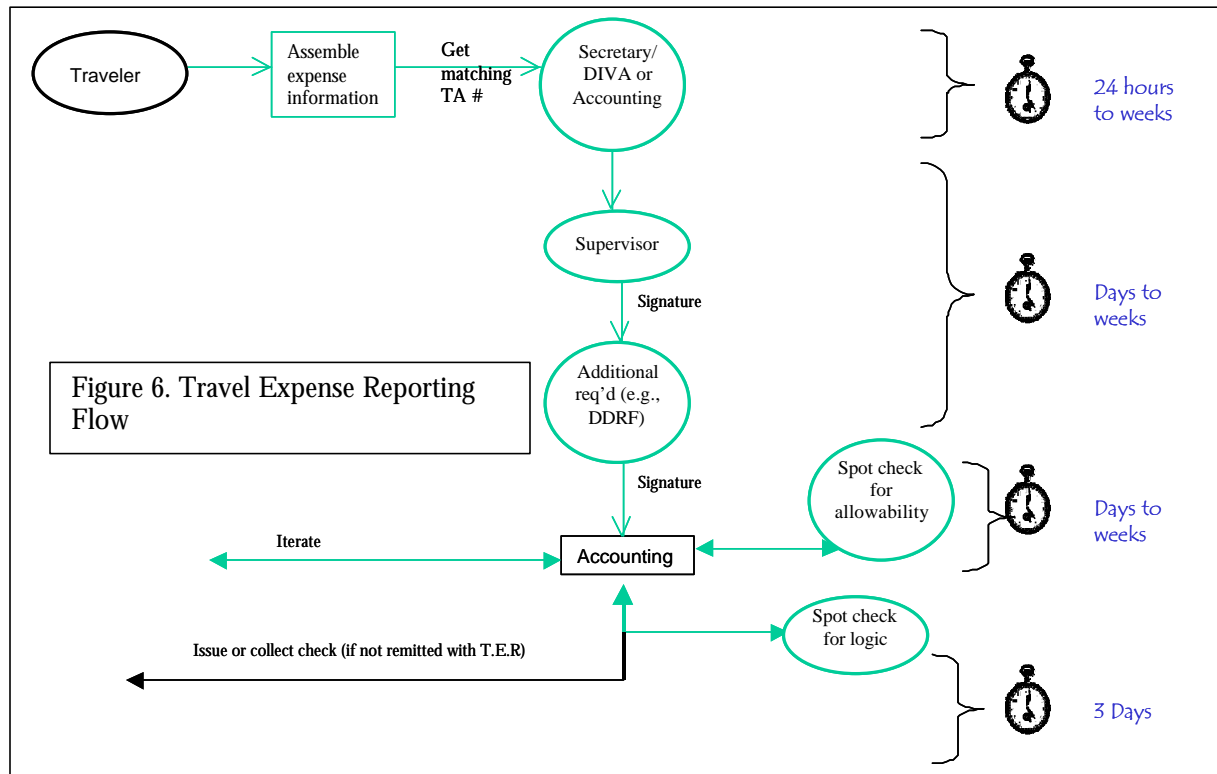 Traveler
Assemble
expense
information
Get
matching
TA #
Secretary/
DIVA or
Accounting
24 hours
to weeks
Supervisor
Signature
Days to
weeks
Figure 6. Travel Expense Reporting
Flow
Additional
req'd (e.g.,
DDRF)
Signature
Spot check
for
allowability
Days to
weeks
Iterate
Accounting
Spot check
for logic
Issue or collect check (if not remitted with T.E.R)
3 Days